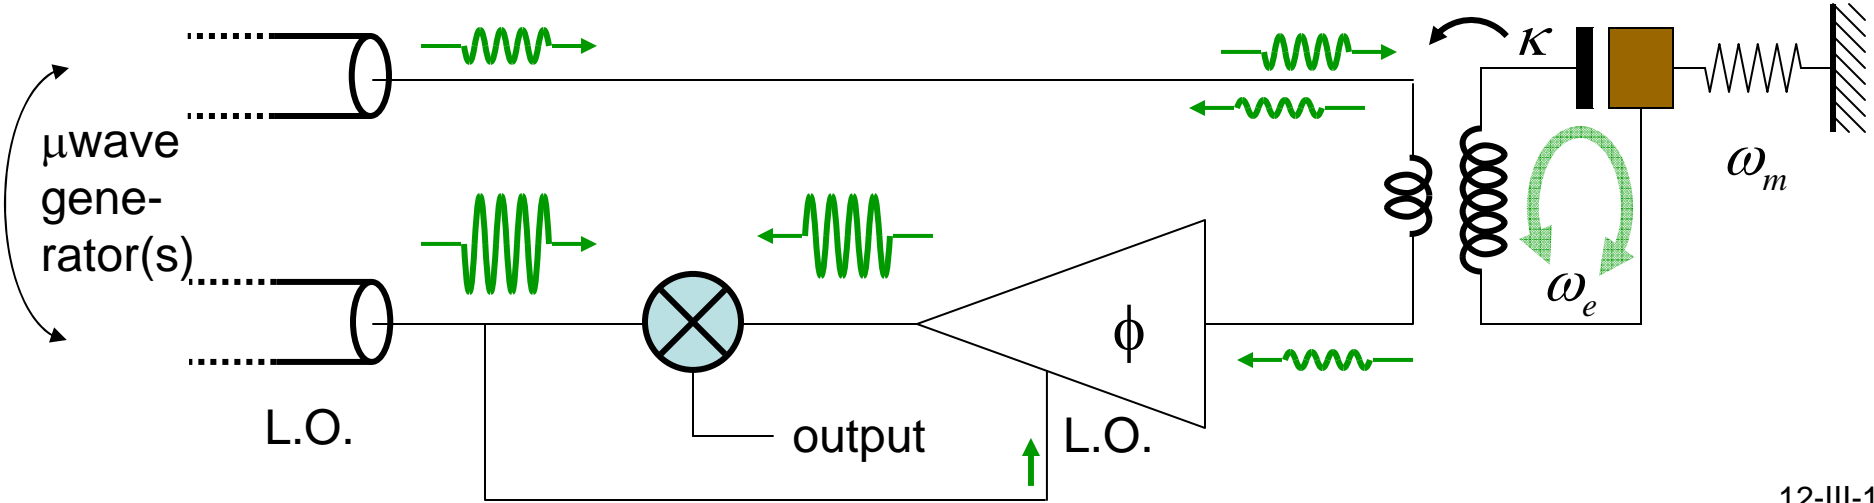 κ
μwave
gene-
rator(s)
ω_m
ω_e
ϕ
L.O.
output
L.O.
12-III-1